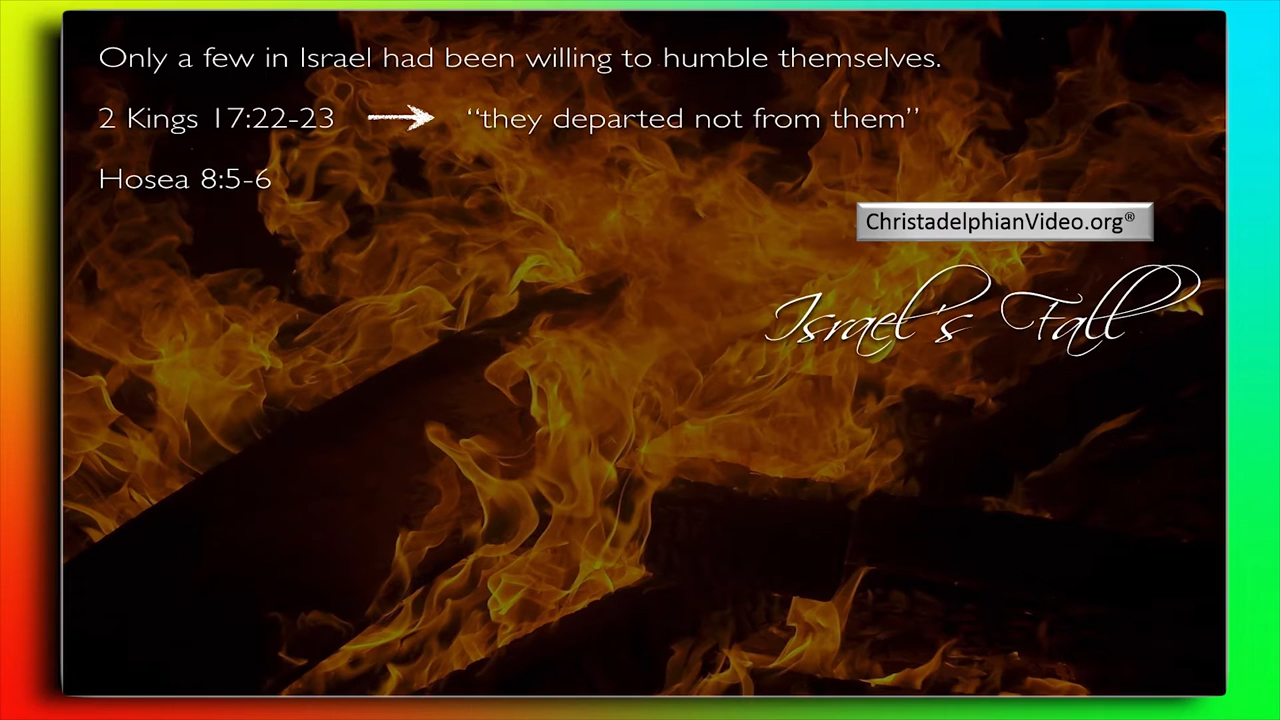 Only a few in Israel had been willing to humble themselves.
2 Kings 17:22-23 → “they departed not from them”
Hosea 8:5-6
ChristadelphianVideo.org®
Israel's Fall